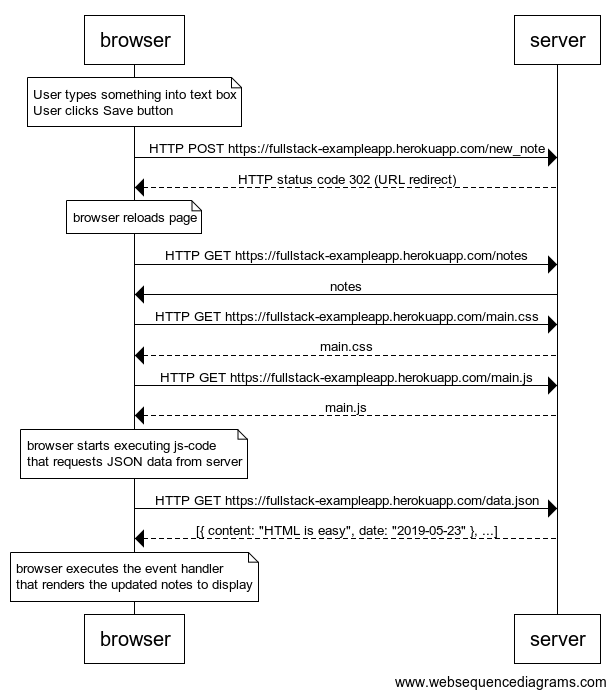 browser
server
User types something into text box
User clicks Save button
HTTP POST https://fullstack-exampleapp.herokuapp.com/new_note
HTTP status code 302 (URL redirect)
browser reloads page
HTTP GET https://fullstack-exampleapp.herokuapp.com/notes
notes
HTTP GET https://fullstack-exampleapp.herokuapp.com/main.css
main.css
HTTP GET https://fullstack-exampleapp.herokuapp.com/main.js
main.js
browser starts executing js-code
that requests JSON data from server
HTTP GET https://fullstack-exampleapp.herokuapp.com/data.json
[{ content: "HTML is easy", date: "2019-05-23" }, ...]
browser executes the event handler
that renders the updated notes to display
browser
server
www.websequencediagrams.com